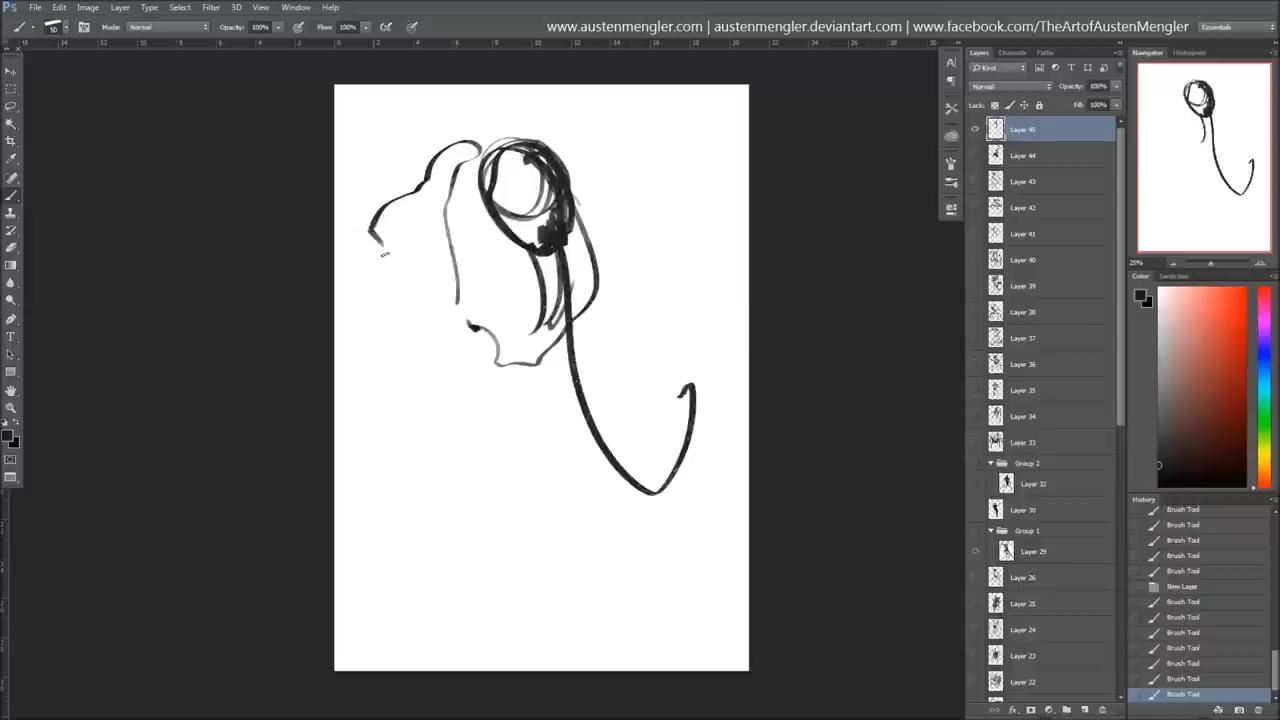 Ps File Edit Image Layer Type Select Filter 3D View Window Help
50 Mode: Normal Opacity: 100% Flow: 100% www.austenmengler.com | austenmengler.deviantart.com | www.facebook.com/TheArtofAustenMengler Essentials
Layers Channels Paths
Kind
Normal Opacity: 100%
Lock: Fill: 100%
Layer 45
Layer 44
Layer 43
Layer 42
Layer 41
Layer 40
Layer 39
Layer 38
Layer 37
Layer 36
Layer 35
Layer 34
Layer 33
Group 2
Layer 32
Layer 30
Group 1
Layer 29
Layer 26
Layer 25
Layer 24
Layer 23
Layer 22
Navigator Histogram
25%
Color Swatches
History
Brush Tool
Brush Tool
Brush Tool
Brush Tool
Brush Tool
New Layer
Brush Tool
Brush Tool
Brush Tool
Brush Tool
Brush Tool
Brush Tool
Brush Tool